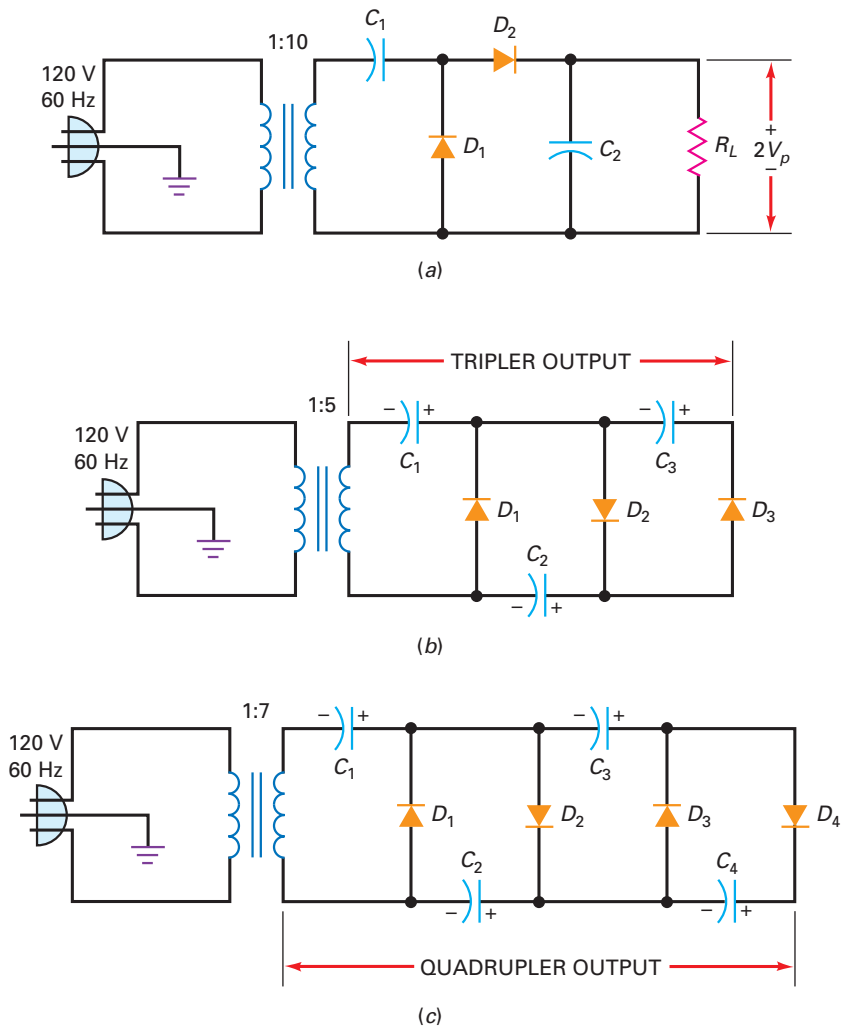 1:10
C1
D2
120 V
60 Hz
D1
C2
RL
+
2Vp
−
(a)
TRIPLER OUTPUT
1:5
− +
− +
C1
C3
120 V
60 Hz
D1
D2
D3
C2
− +
(b)
1:7
− +
− +
C1
C3
120 V
60 Hz
D1
D2
D3
D4
C2
C4
− +
− +
QUADRUPLER OUTPUT
(c)